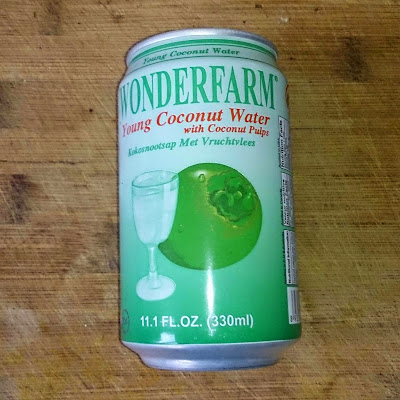 Young Coconut Water
WONDERFARM
Young Coconut Water
with Coconut Pulps
Kokosnootsap Met Vruchtvlees
11.1 FL.OZ. (330ml)